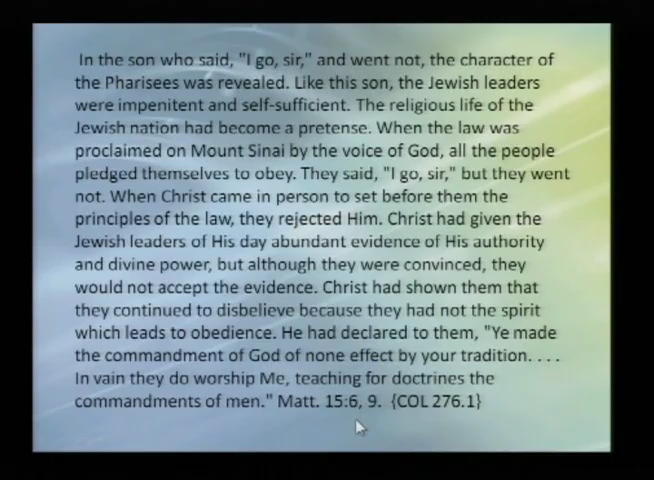 In the son who said, "I go, sir," and went not, the character of
the Pharisees was revealed. Like this son, the Jewish leaders
were impenitent and self-sufficient. The religious life of the
Jewish nation had become a pretense. When the law was
proclaimed on Mount Sinai by the voice of God, all the people
pledged themselves to obey. They said, "I go, sir," but they went
not. When Christ came in person to set before them the
principles of the law, they rejected Him. Christ had given the
Jewish leaders of His day abundant evidence of His authority
and divine power, but although they were convinced, they
would not accept the evidence. Christ had shown them that
they continued to disbelieve because they had not the spirit
which leads to obedience. He had declared to them, "Ye made
the commandment of God of none effect by your tradition. . . .
In vain they do worship Me, teaching for doctrines the
commandments of men." Matt. 15:6, 9.  {COL 276.1}